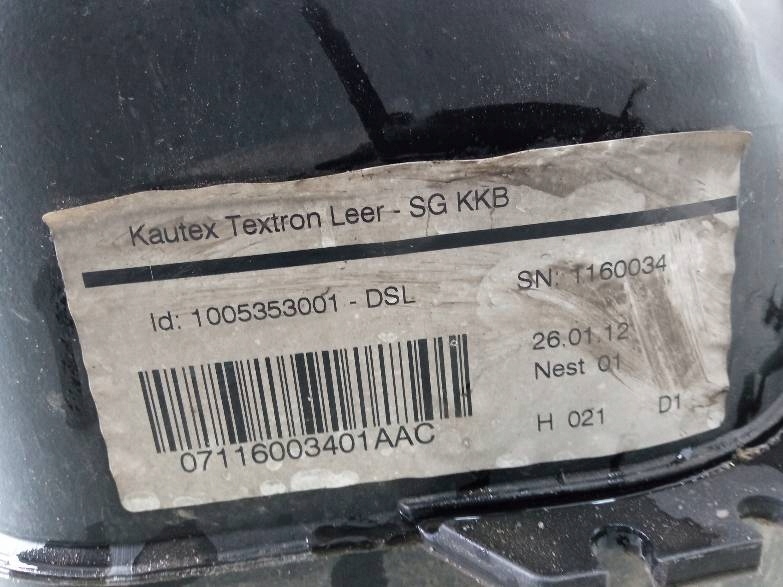 Kautex Textron Leer - SG KKB
Id: 1005353001 - DSL
SN: 1160034
26.01.12
Nest 01
H 021 D1
07116003401AAC